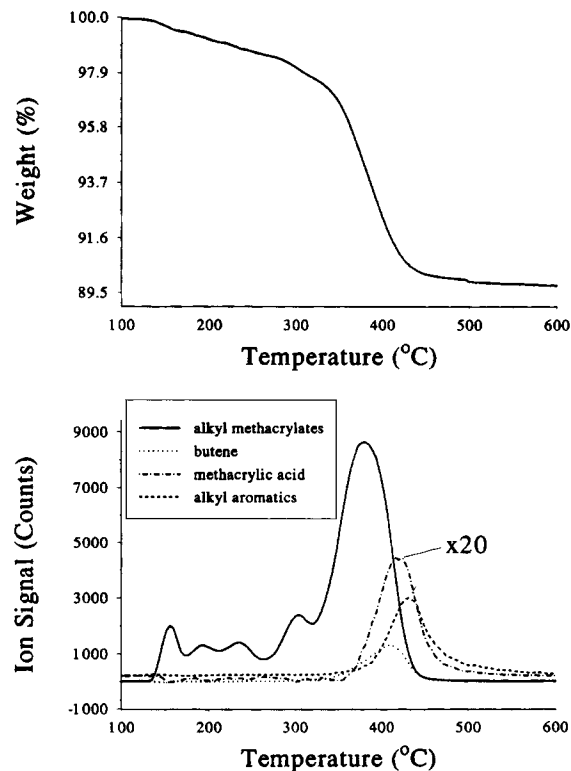 Weight (%)
100.0
97.9
95.8
93.7
91.6
89.5
100 200 300 400 500 600
Temperature (°C)
Ion Signal (Counts)
9000
7000
5000
3000
1000
-1000
alkyl methacrylates
butene
methacrylic acid
alkyl aromatics
x20
100 200 300 400 500 600
Temperature (°C)